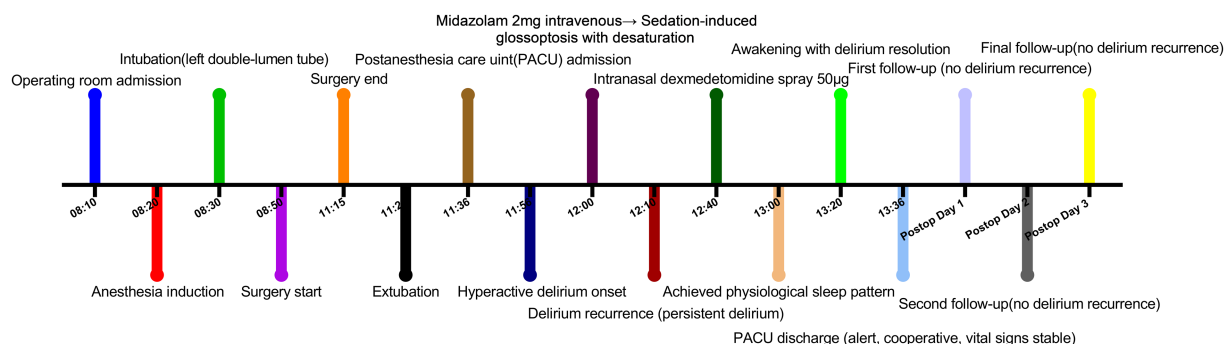 Midazolam 2mg intravenous→ Sedation-induced
glossoptosis with desaturation
Awakening with delirium resolution
Final follow-up(no delirium recurrence)
Intubation(left double-lumen tube)
Postanesthesia care uint(PACU) admission
First follow-up (no delirium recurrence)
Operating room admission
Surgery end
Intranasal dexmedetomidine spray 50μg
08:10
08:20
08:30
08:50
11:15
11:36
12:00
12:10
12:40
13:00
13:20
13:36
Postop Day 1
Postop Day 2
Postop Day 3
Anesthesia induction
Surgery start
Extubation
Hyperactive delirium onset
Achieved physiological sleep pattern
Second follow-up(no delirium recurrence)
Delirium recurrence (persistent delirium)
PACU discharge (alert, cooperative, vital signs stable)